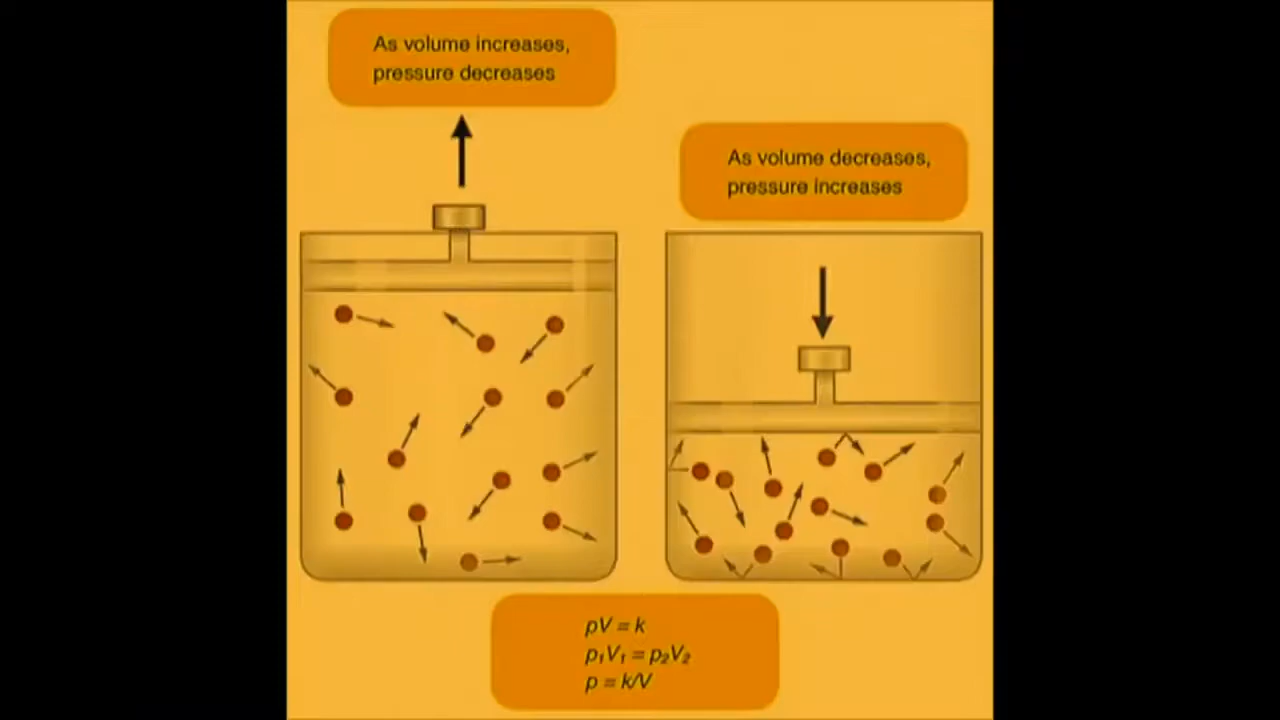 As volume increases,
pressure decreases
As volume decreases,
pressure increases
pV = k
p₁V₁ = p₂V₂
p = k/V